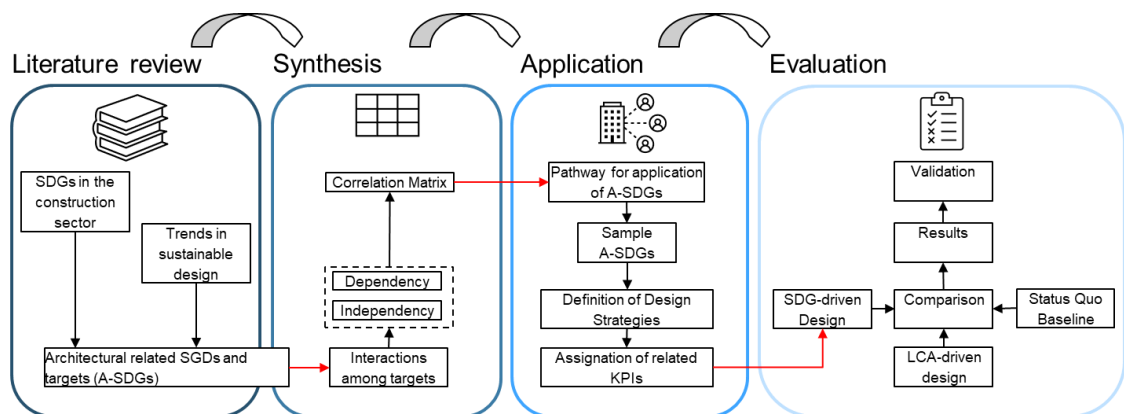 Literature review
Synthesis
Application
Evaluation
SDGs in the
construction
sector
Trends in
sustainable
design
Architectural related SGDs and
targets (A-SDGs)
Correlation Matrix
Dependency
Independency
Interactions
among targets
Pathway for application
of A-SDGs
Sample
A-SDGs
Definition of Design
Strategies
Assignation of related
KPIs
Validation
Results
SDG-driven
Design
Comparison
Status Quo
Baseline
LCA-driven
design